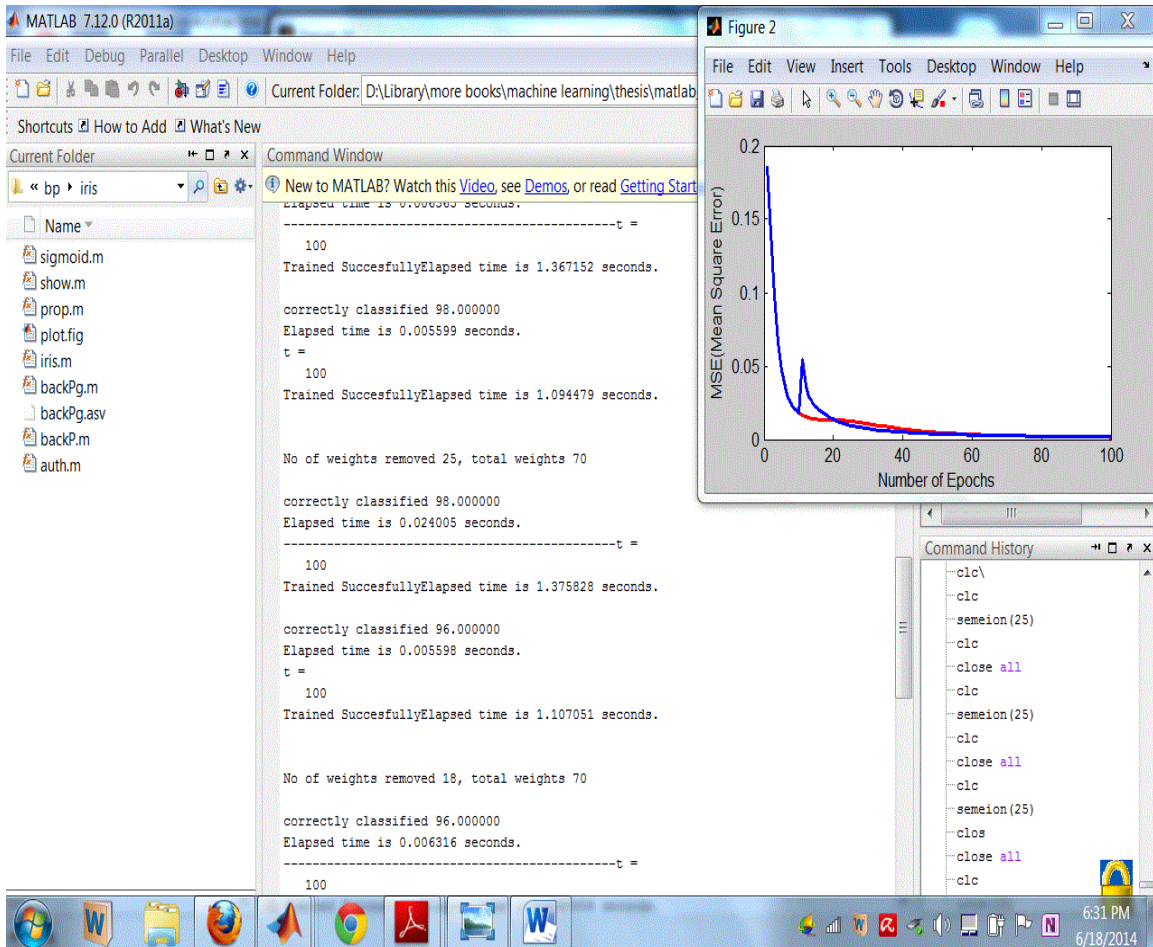 MATLAB 7.12.0 (R2011a)
File Edit Debug Parallel Desktop Window Help
Current Folder: D:\Library\more books\machine learning\thesis\matlab
Shortcuts How to Add What's New
Current Folder
« bp iris
Name
sigmoid.m
show.m
prop.m
plot.fig
iris.m
backPg.m
backPg.asv
backP.m
auth.m
Command Window
New to MATLAB? Watch this Video, see Demos, or read Getting Start
Elapsed time is 0.006363 seconds.
-----------------------------------------------t =
100
Trained SuccesfullyElapsed time is 1.367152 seconds.
correctly classified 98.000000
Elapsed time is 0.005599 seconds.
t =
100
Trained SuccesfullyElapsed time is 1.094479 seconds.
No of weights removed 25, total weights 70
correctly classified 98.000000
Elapsed time is 0.024005 seconds.
-----------------------------------------------t =
100
Trained SuccesfullyElapsed time is 1.375828 seconds.
correctly classified 96.000000
Elapsed time is 0.005598 seconds.
t =
100
Trained SuccesfullyElapsed time is 1.107051 seconds.
No of weights removed 18, total weights 70
correctly classified 96.000000
Elapsed time is 0.006316 seconds.
-----------------------------------------------t =
100
Figure 2
File Edit View Insert Tools Desktop Window Help
MSE(Mean Square Error)
0.2
0.15
0.1
0.05
0
0 20 40 60 80 100
Number of Epochs
Command History
clc\
clc
semeion(25)
clc
close all
clc
semeion(25)
clc
close all
clc
semeion(25)
clos
close all
clc
6:31 PM
6/18/2014